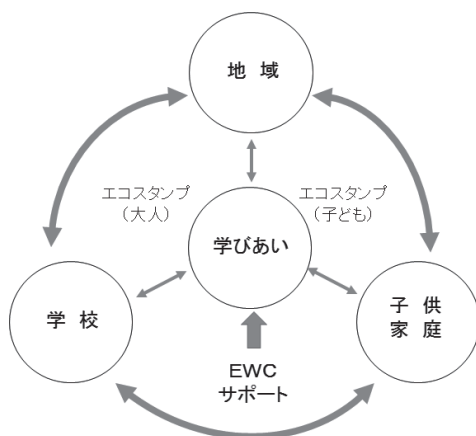 地 域
エコスタンプ
（大人）
エコスタンプ
（子ども）
学びあい
学 校
子 供
家 庭
EWC
サポート